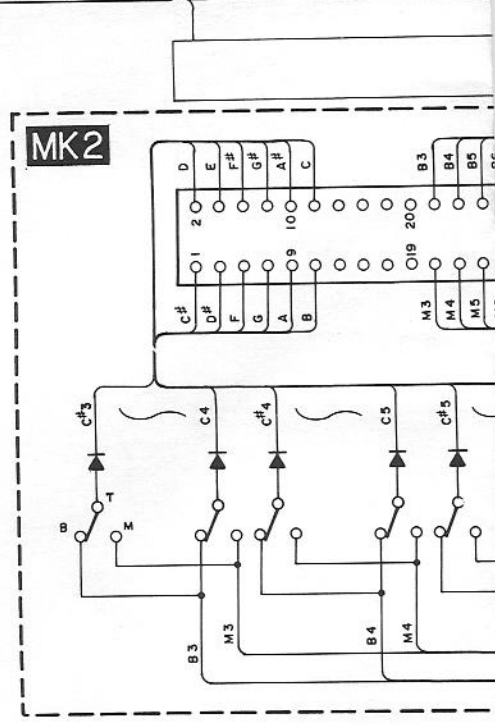 MK2
D E F# G# A# C B3 B4 B5
2 10 20
1 9 19
C# D# F G A B M3 M4 M5
C#3 C4 C#4 C5 C#5
T
B M
B3 M3 B4 M4